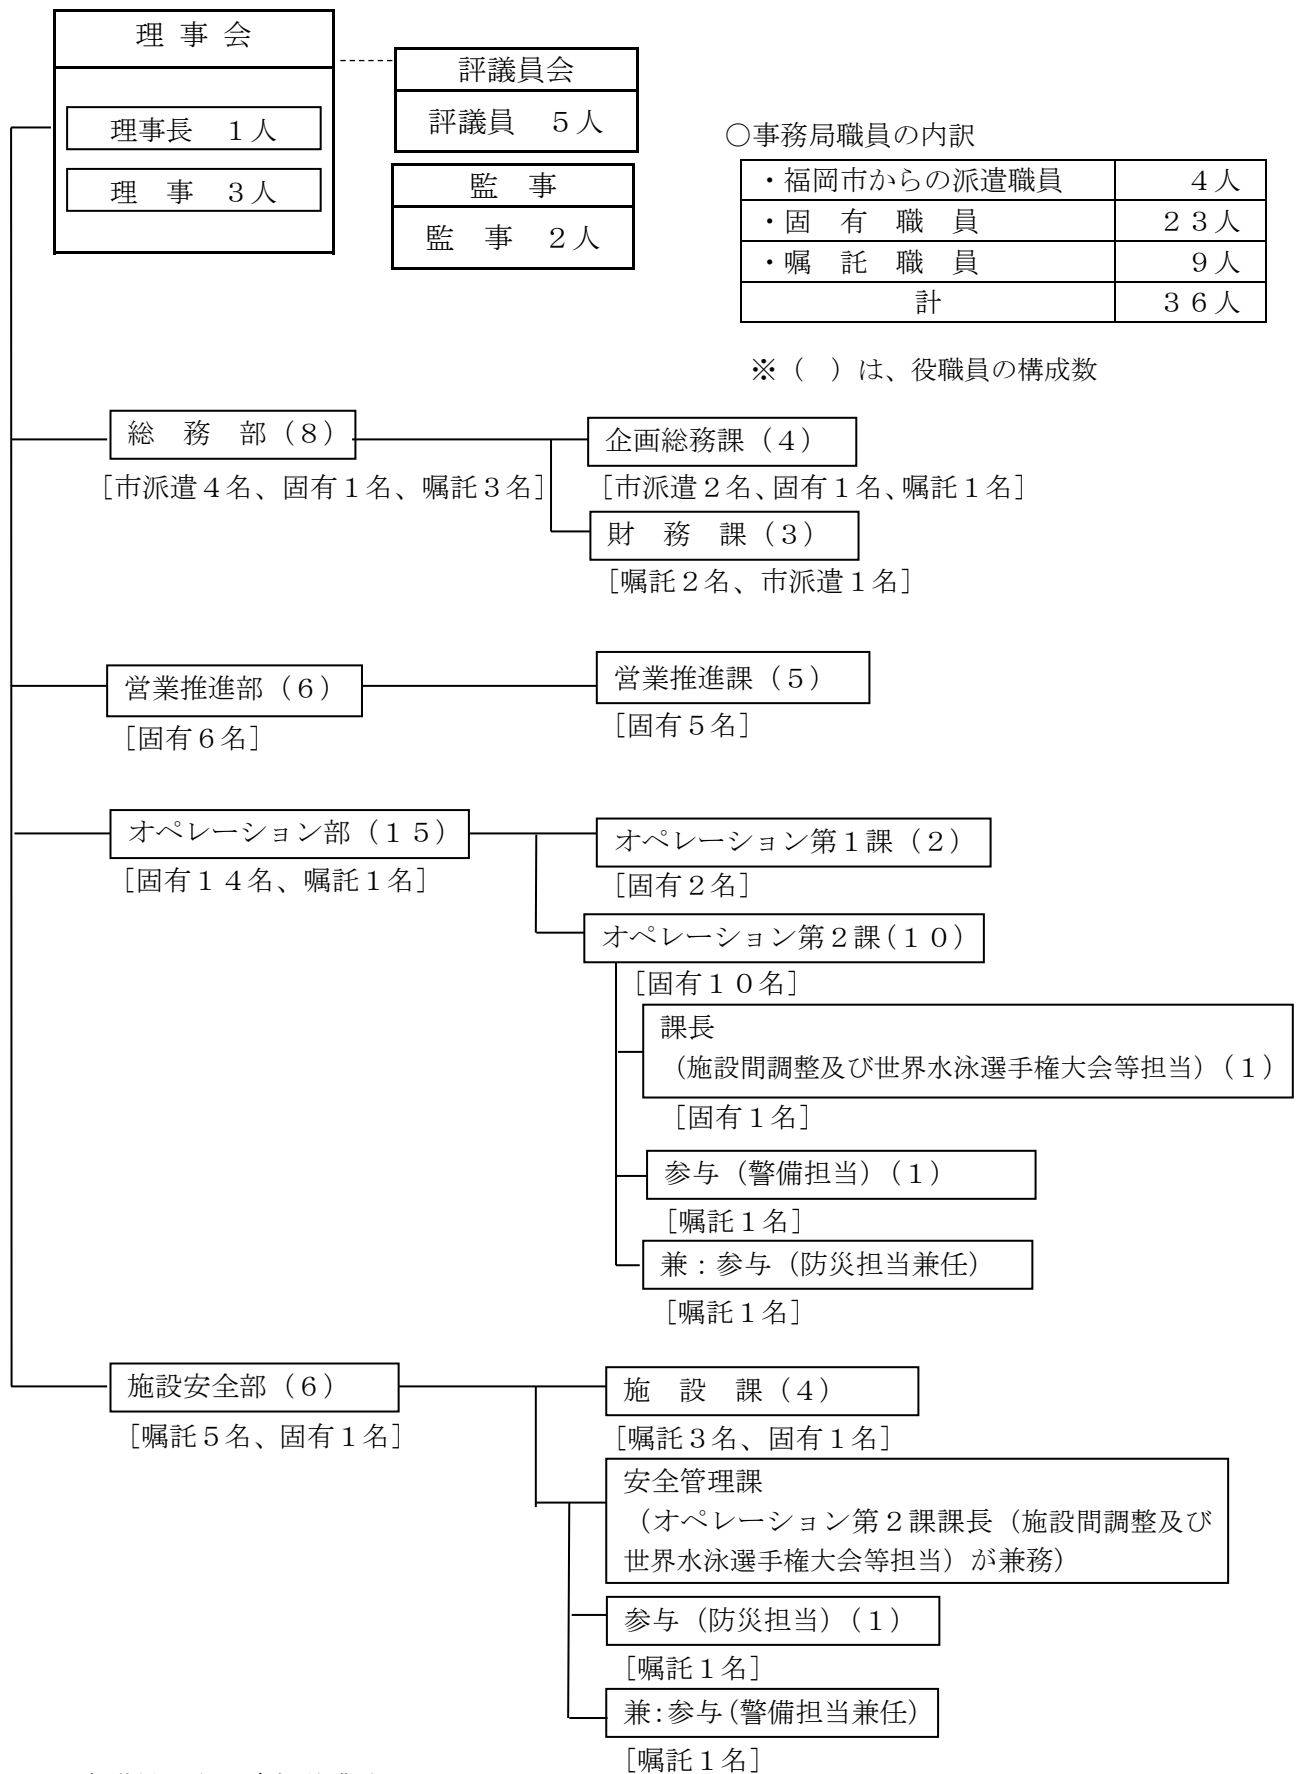 理 事 会
理事長　１人
理　事　３人
評議員会
評議員　５人
監　事
監　事　２人
○事務局職員の内訳
・福岡市からの派遣職員　４人
・固　有　職　員　２３人
・嘱　託　職　員　９人
計　３６人
※（　）は、役職員の構成数
総　務　部（８）
［市派遣４名、固有１名、嘱託３名］
企画総務課（４）
［市派遣２名、固有１名、嘱託１名］
財　務　課（３）
［嘱託２名、市派遣１名］
営業推進部（６）
［固有６名］
営業推進課（５）
［固有５名］
オペレーション部（１５）
［固有１４名、嘱託１名］
オペレーション第１課（２）
［固有２名］
オペレーション第２課（１０）
［固有１０名］
課長
（施設間調整及び世界水泳選手権大会等担当）（１）
［固有１名］
参与（警備担当）（１）
［嘱託１名］
兼：参与（防災担当兼任）
［嘱託１名］
施設安全部（６）
［嘱託５名、固有１名］
施　設　課（４）
［嘱託３名、固有１名］
安全管理課
（オペレーション第２課課長（施設間調整及び
世界水泳選手権大会等担当）が兼務）
参与（防災担当）（１）
［嘱託１名］
兼：参与（警備担当兼任）
［嘱託１名］